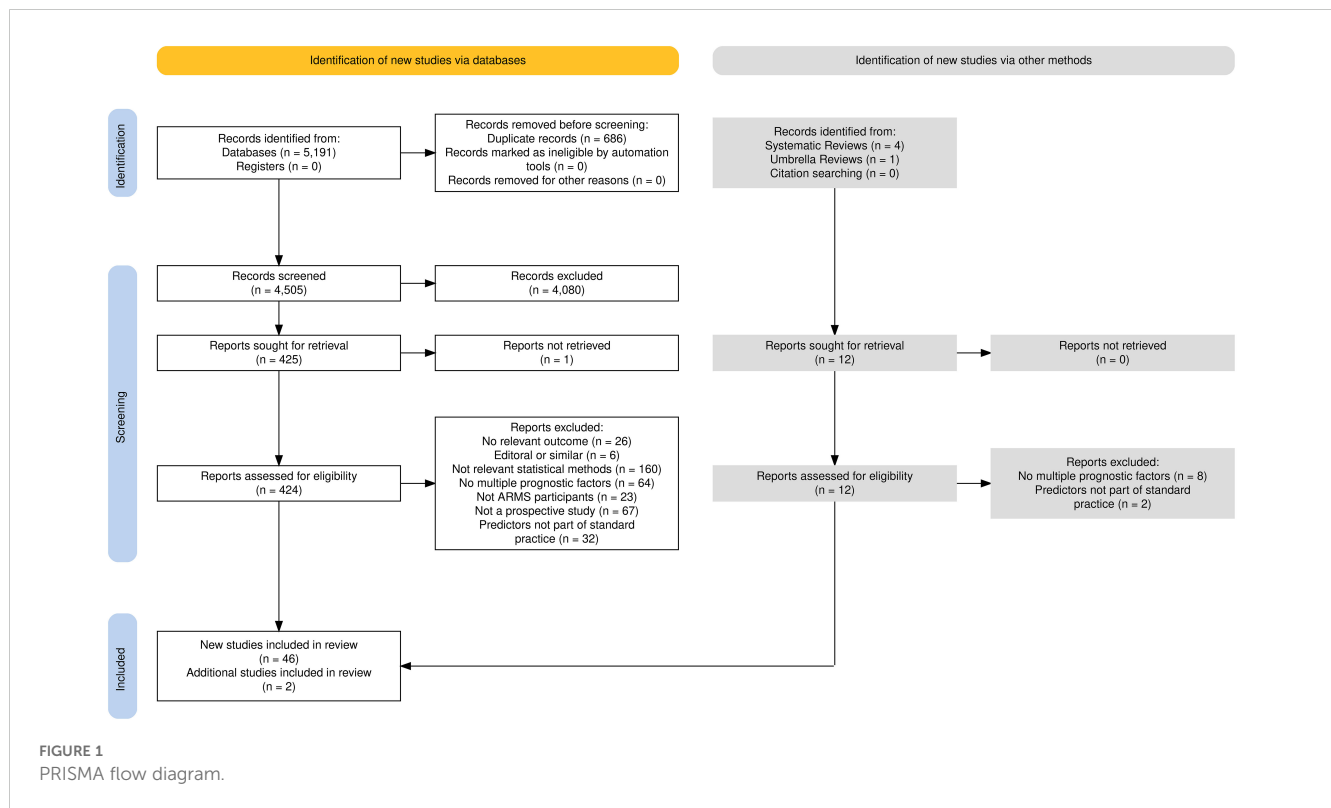 Identification of new studies via databases
Identification of new studies via other methods
Identification
Records identified from:
Databases (n = 5,191)
Registers (n = 0)
Records removed before screening:
Duplicate records (n = 686)
Records marked as ineligible by automation
tools (n = 0)
Records removed for other reasons (n = 0)
Records identified from:
Systematic Reviews (n = 4)
Umbrella Reviews (n = 1)
Citation searching (n = 0)
Screening
Records screened
(n = 4,505)
Records excluded
(n = 4,080)
Reports sought for retrieval
(n = 425)
Reports not retrieved
(n = 1)
Reports sought for retrieval
(n = 12)
Reports not retrieved
(n = 0)
Reports assessed for eligibility
(n = 424)
Reports excluded:
No relevant outcome (n = 26)
Editoral or similar (n = 6)
Not relevant statistical methods (n = 160)
No multiple prognostic factors (n = 64)
Not ARMS participants (n = 23)
Not a prospective study (n = 67)
Predictors not part of standard
practice (n = 32)
Reports assessed for eligibility
(n = 12)
Reports excluded:
No multiple prognostic factors (n = 8)
Predictors not part of standard
practice (n = 2)
Included
New studies included in review
(n = 46)
Additional studies included in review
(n = 2)
FIGURE 1
PRISMA flow diagram.